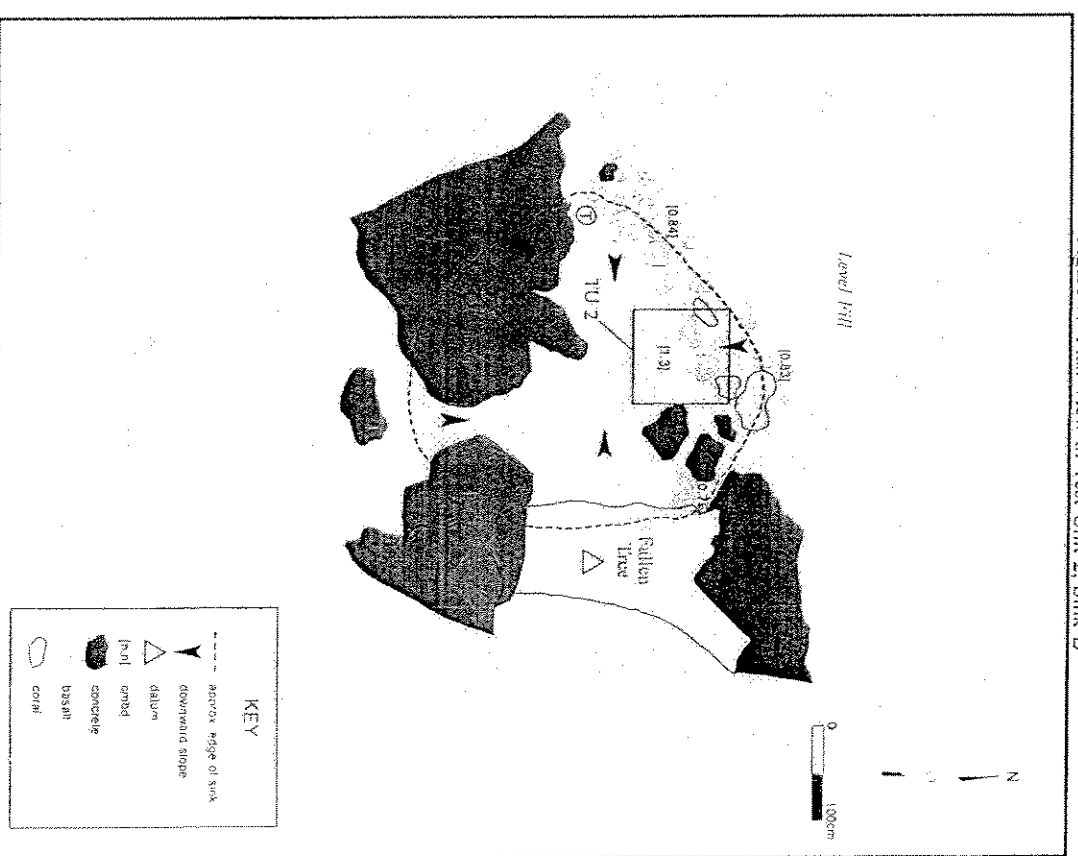 Level Fill
[0.84]
[0.83]
T
TU 2
[1.3]
Fallen
Tree
N
0
100cm
KEY
approx. edge of sink
downward slope
datum
[n.n] cmbd
concrete
basalt
coral